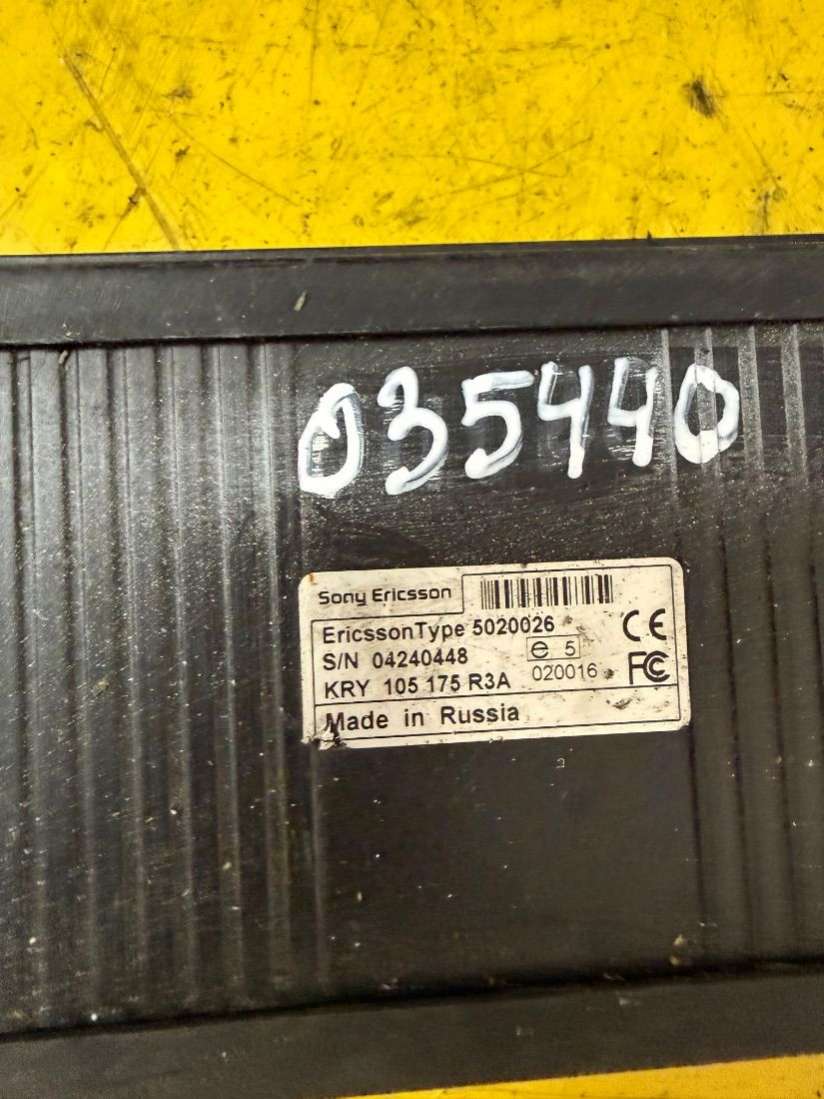 035440
Sony Ericsson
EricssonType 5020026
S/N 04240448
e 5
020016
KRY 105 175 R3A
CE
FC
Made in Russia